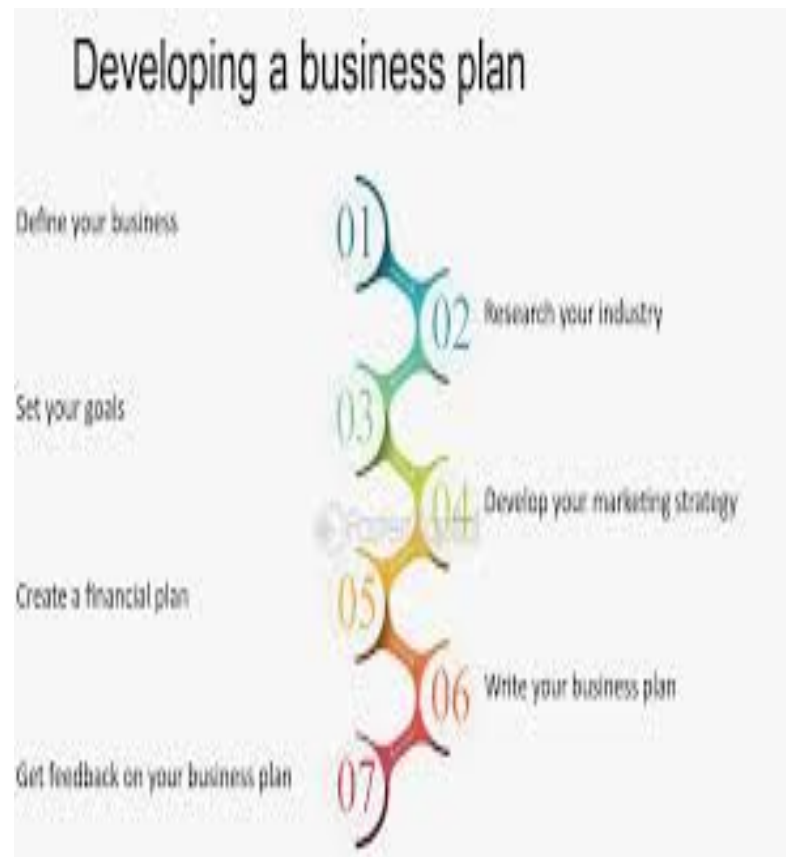 Developing a business plan
Define your business
01
02
Research your industry
Set your goals
03
04
Develop your marketing strategy
Create a financial plan
05
06
Write your business plan
Get feedback on your business plan
07